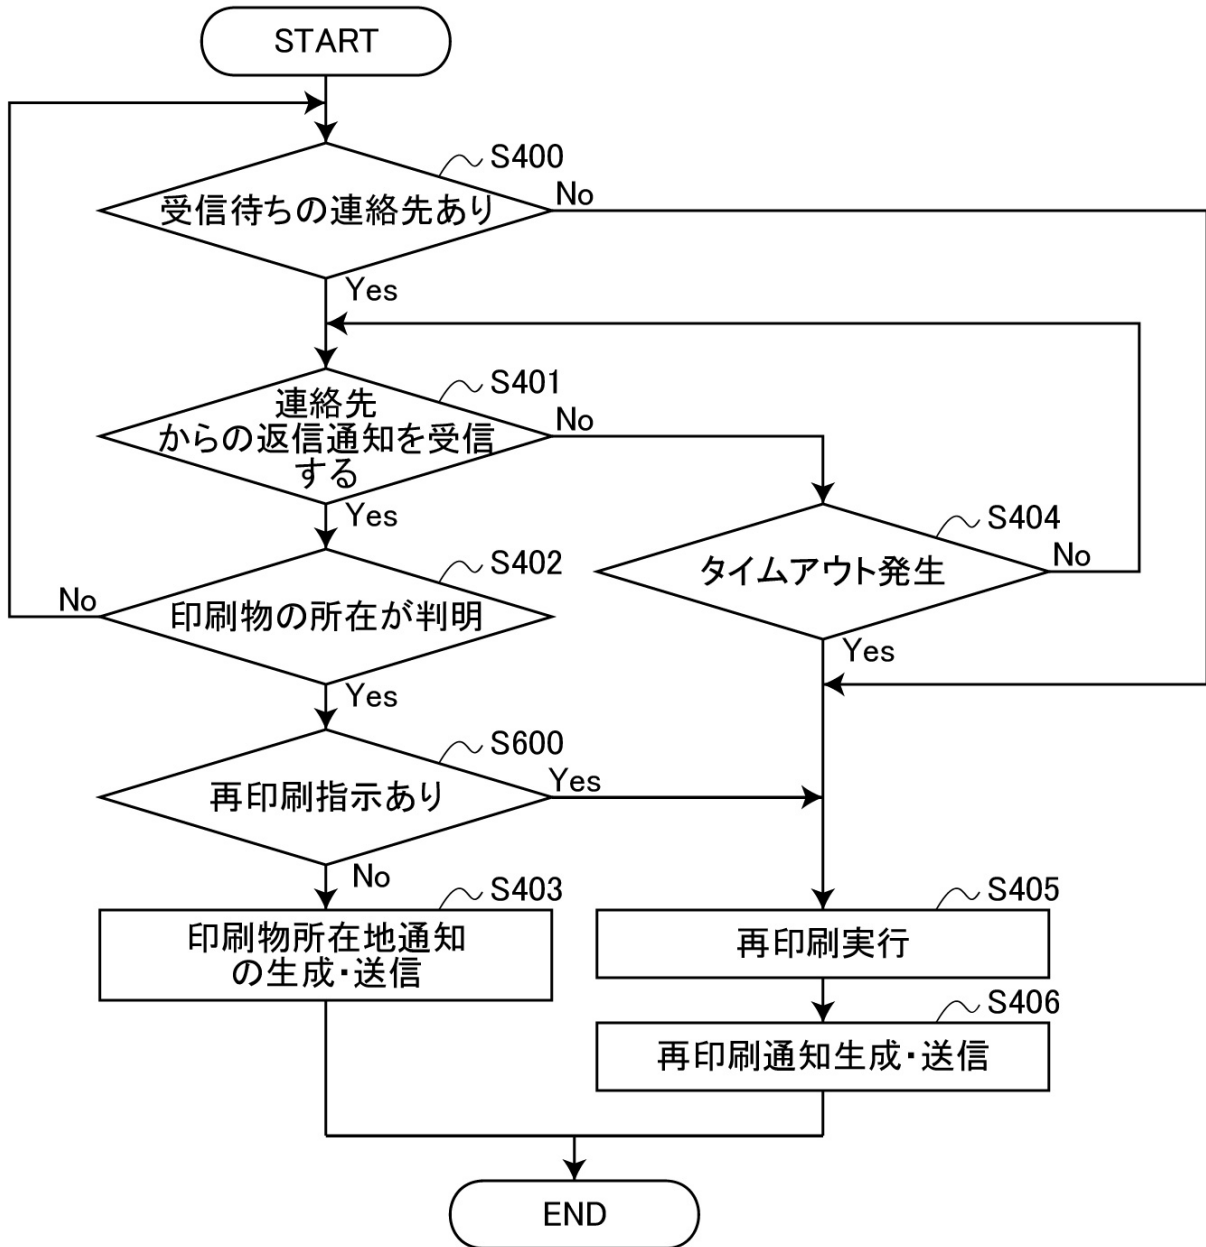 START
S400
受信待ちの連絡先あり
No
Yes
S401
連絡先
からの返信通知を受信
する
No
Yes
S404
タイムアウト発生
No
Yes
S402
印刷物の所在が判明
No
Yes
S600
再印刷指示あり
Yes
No
S403
印刷物所在地通知
の生成・送信
S405
再印刷実行
S406
再印刷通知生成・送信
END